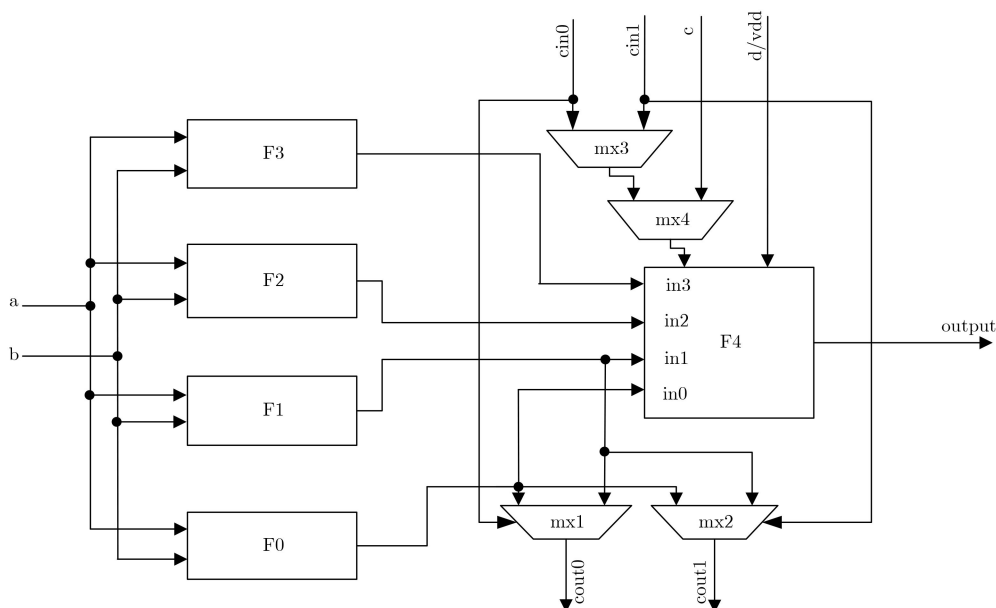 cin0
cin1
c
d/vdd
F3
mx3
mx4
F2
in3
in2
F4
in1
in0
a
b
output
F1
F0
mx1
mx2
cout0
cout1